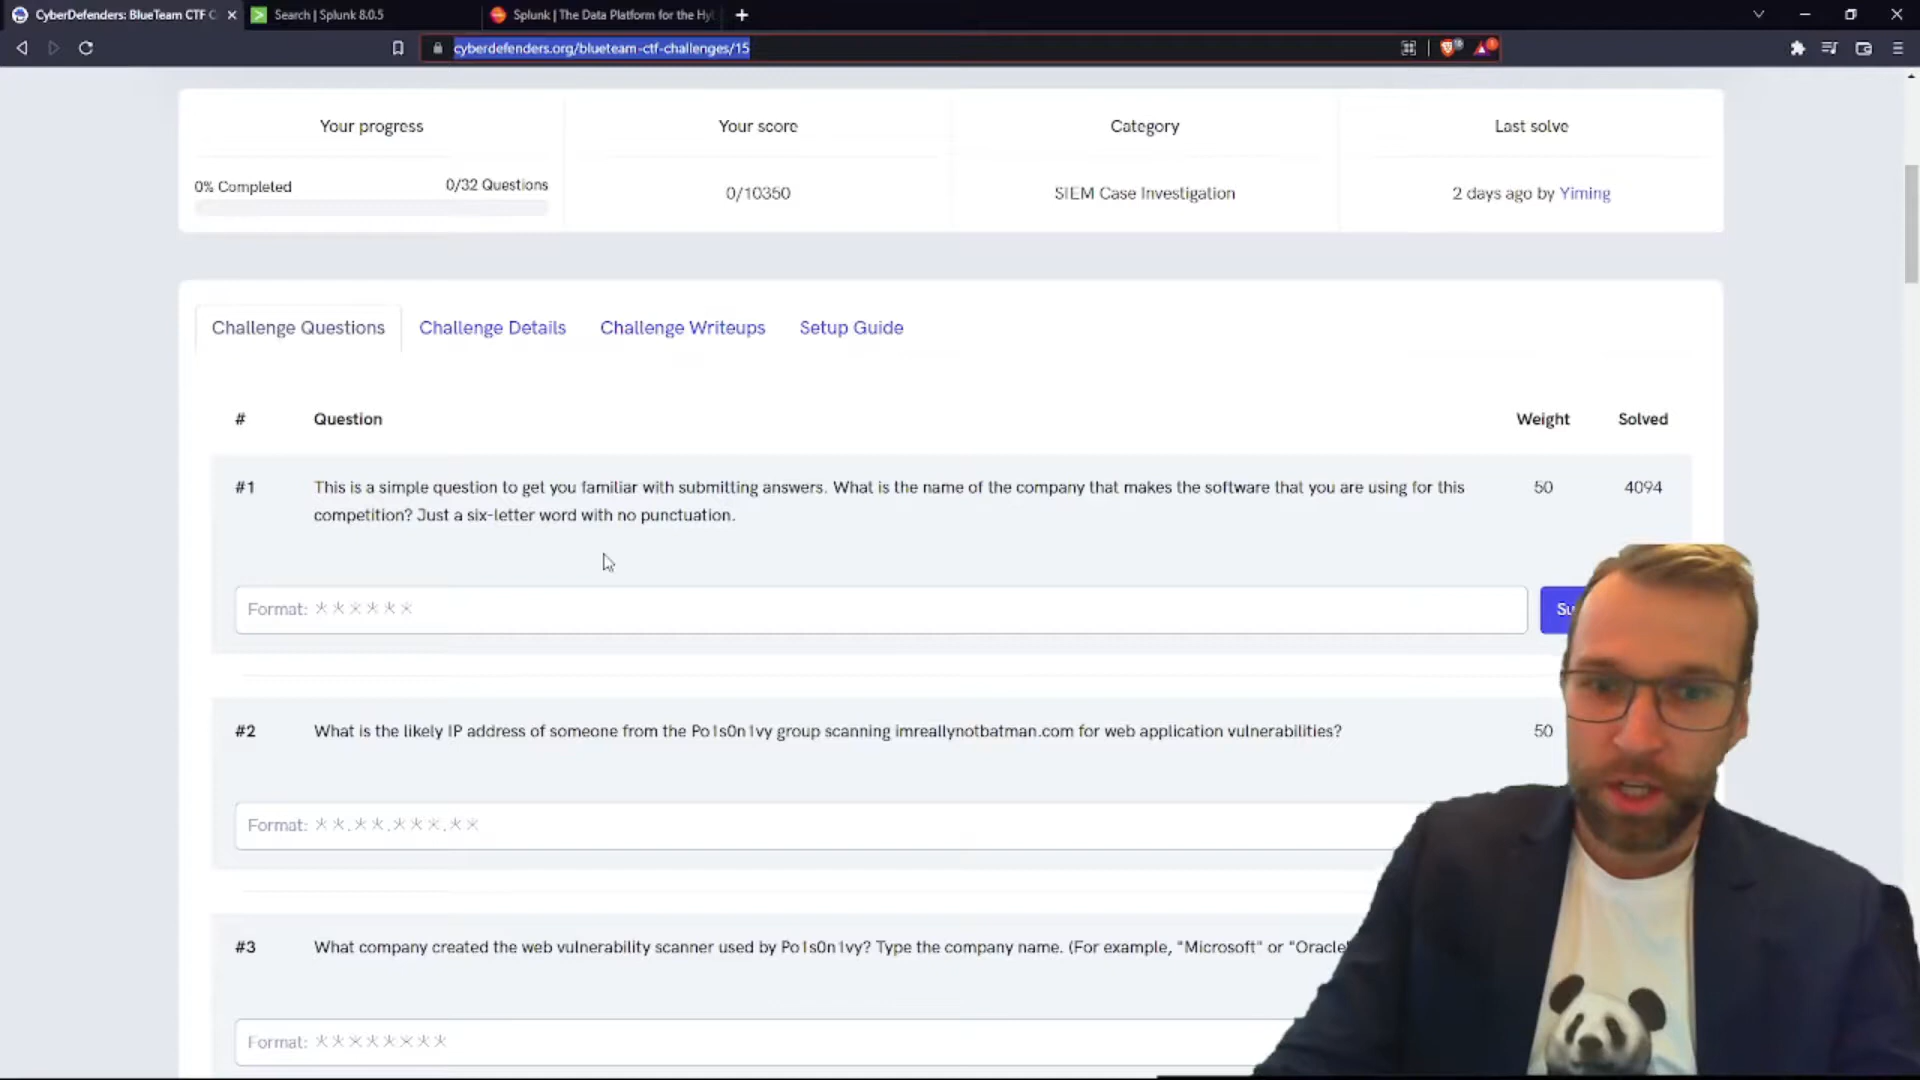 CyberDefenders: BlueTeam CTF C
Search | Splunk 8.0.5
Splunk | The Data Platform for the Hy
cyberdefenders.org/blueteam-ctf-challenges/15
Your progress
Your score
Category
Last solve
0% Completed
0/32 Questions
0/10350
SIEM Case Investigation
2 days ago by Yiming
Challenge Questions
Challenge Details
Challenge Writeups
Setup Guide
#
Question
Weight
Solved
#1
This is a simple question to get you familiar with submitting answers. What is the name of the company that makes the software that you are using for this
competition? Just a six-letter word with no punctuation.
50
4094
Format: ******
Su
#2
What is the likely IP address of someone from the Po1s0n1vy group scanning imreallynotbatman.com for web application vulnerabilities?
50
Format: **.**.***.**
#3
What company created the web vulnerability scanner used by Po1s0n1vy? Type the company name. (For example, "Microsoft" or "Oracle"
Format: ********